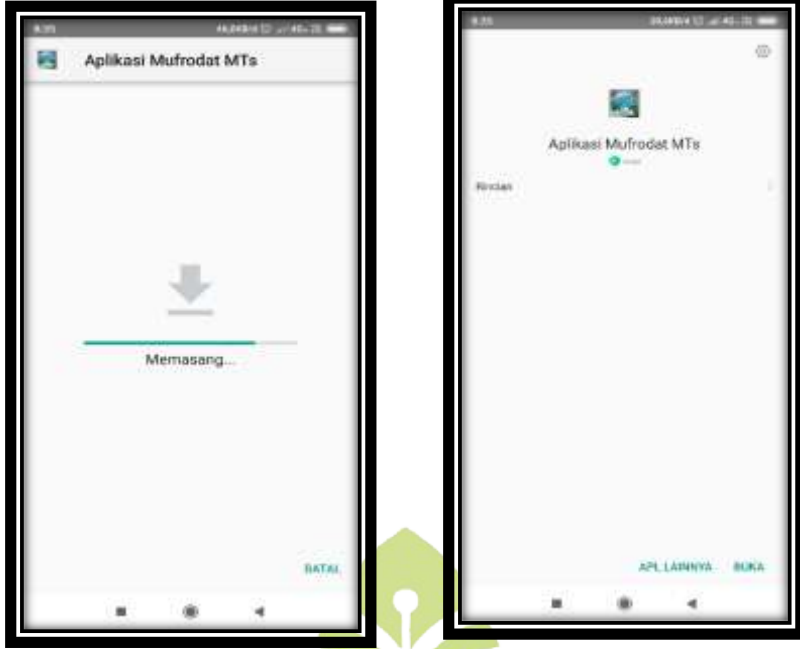 Aplikasi Mufrodat MTs
Memasang...
BATAL
Aplikasi Mufrodat MTs
Rincian
APL LAINNYA BUKA